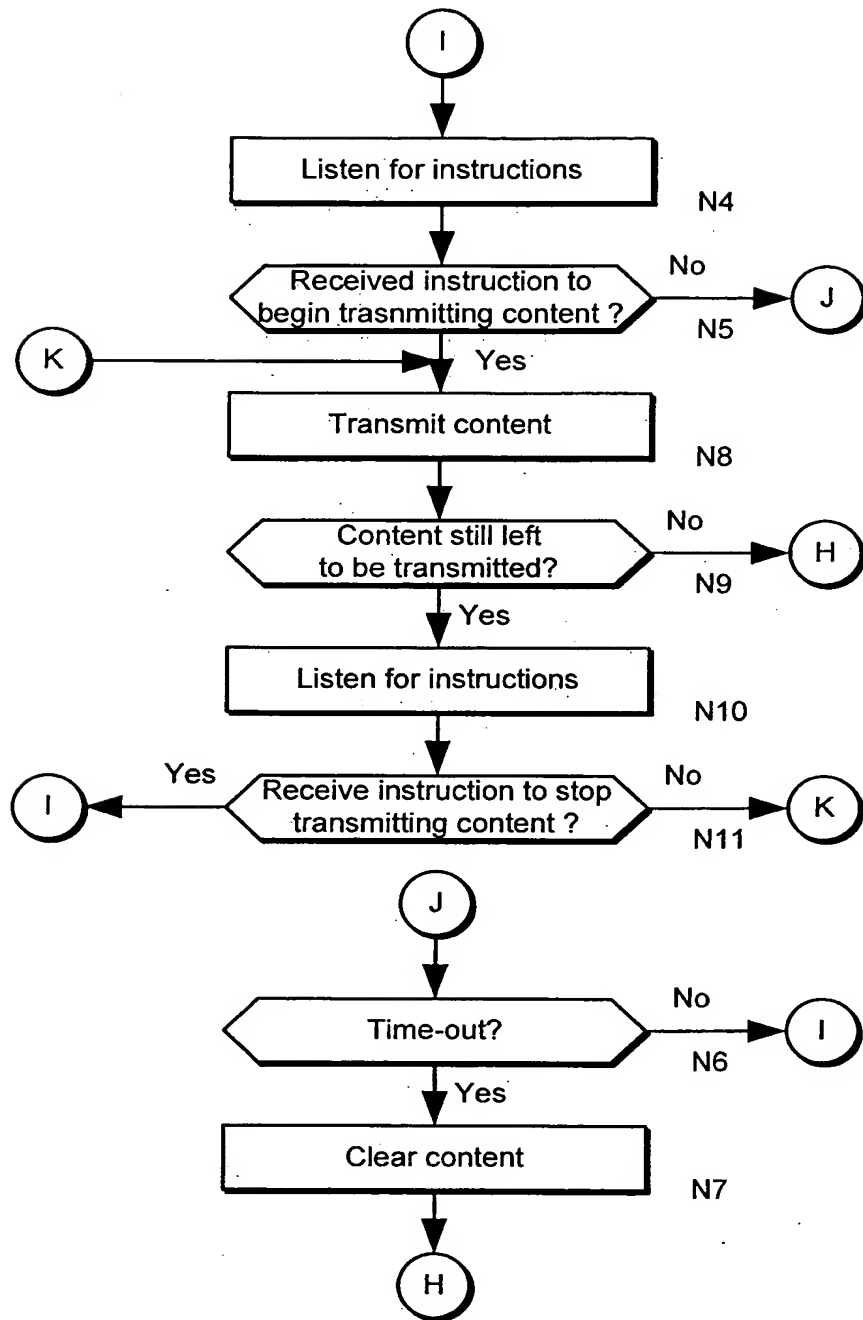 I
Listen for instructions
N4
Received instruction to
begin trasnmitting content ?
No
J
N5
K
Yes
Transmit content
N8
Content still left
to be transmitted?
No
H
N9
Yes
Listen for instructions
N10
Yes
I
Receive instruction to stop
transmitting content ?
No
K
N11
J
Time-out?
No
I
N6
Yes
Clear content
N7
H